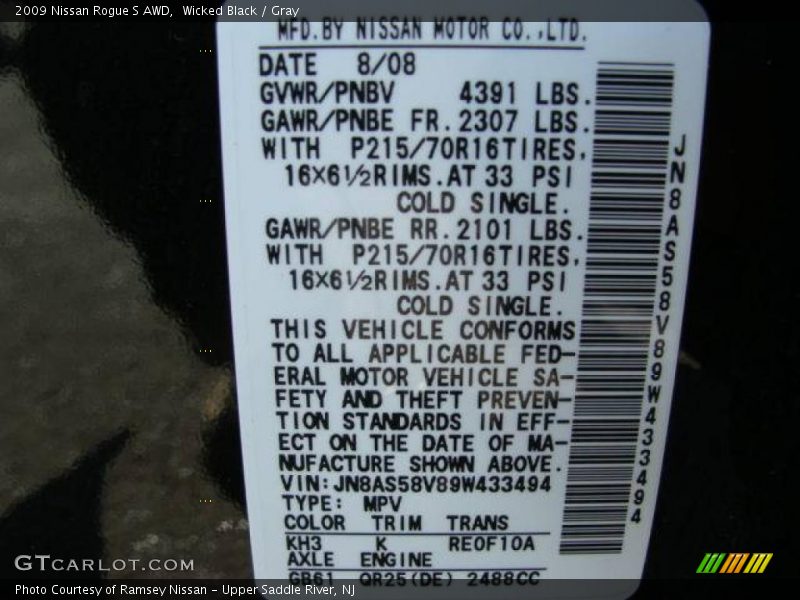 2009 Nissan Rogue S AWD, Wicked Black / Gray
MFD.BY NISSAN MOTOR CO.,LTD.
DATE 8/08
GVWR/PNBV 4391 LBS.
GAWR/PNBE FR.2307 LBS.
WITH P215/70R16TIRES,
16×6½RIMS.AT 33 PSI
COLD SINGLE.
GAWR/PNBE RR.2101 LBS.
WITH P215/70R16TIRES,
16×6½RIMS.AT 33 PSI
COLD SINGLE.
THIS VEHICLE CONFORMS
TO ALL APPLICABLE FED-
ERAL MOTOR VEHICLE SA-
FETY AND THEFT PREVEN-
TION STANDARDS IN EFF-
ECT ON THE DATE OF MA-
NUFACTURE SHOWN ABOVE.
VIN:JN8AS58V89W433494
TYPE: MPV
COLOR TRIM TRANS
KH3 K RE0F10A
AXLE ENGINE
GB61 QR25(DE) 2488CC
JN8AS58V89W433494
GTCARLOT.COM
Photo Courtesy of Ramsey Nissan - Upper Saddle River, NJ